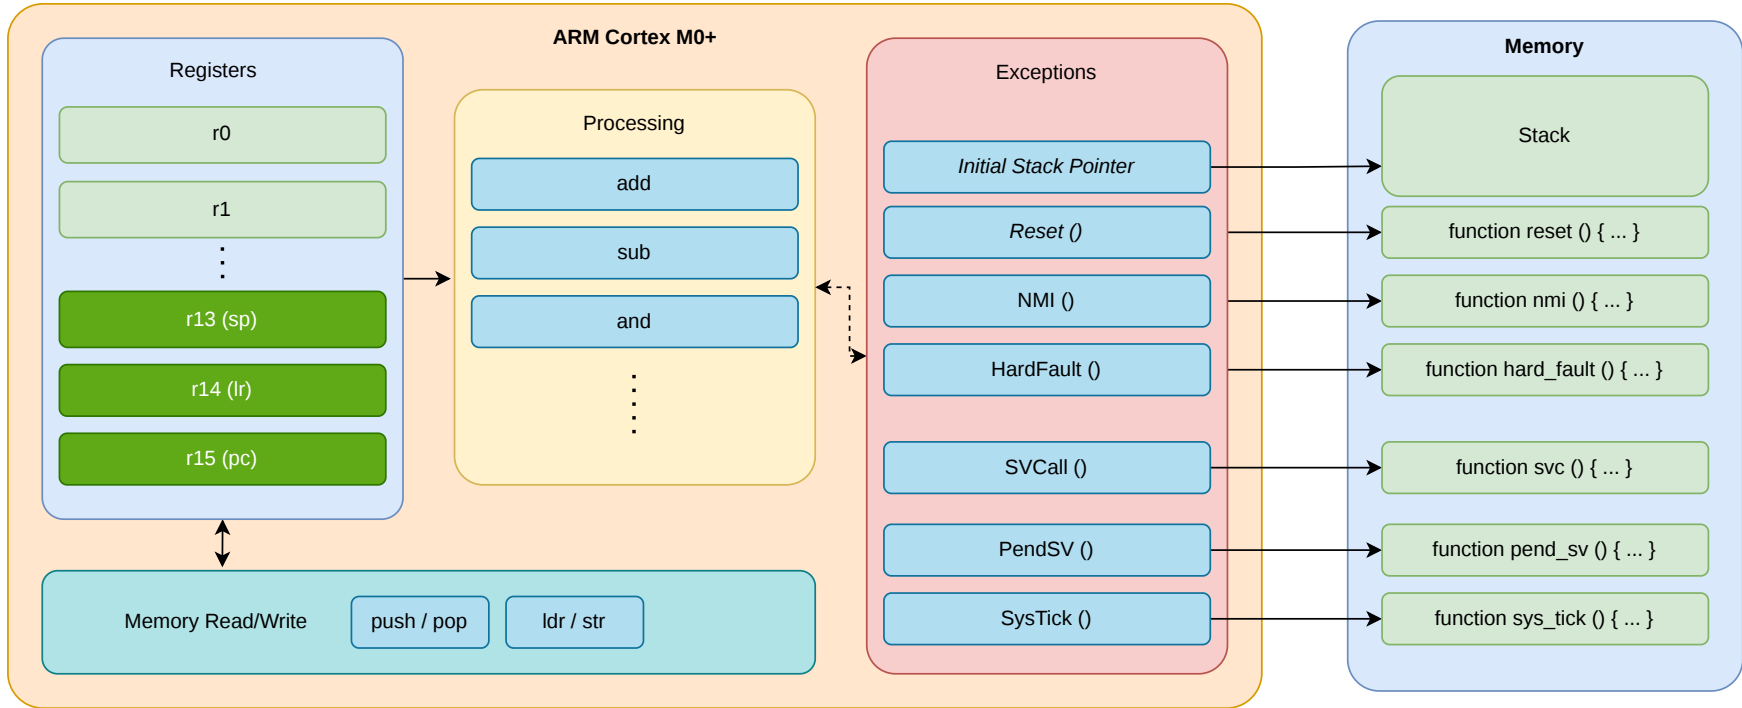 ARM Cortex M0+
Registers
r0
r1
r13 (sp)
r14 (lr)
r15 (pc)
Processing
add
sub
and
Memory Read/Write
push / pop
ldr / str
Exceptions
Initial Stack Pointer
Reset ()
NMI ()
HardFault ()
SVCall ()
PendSV ()
SysTick ()
Memory
Stack
function reset () { ... }
function nmi () { ... }
function hard_fault () { ... }
function svc () { ... }
function pend_sv () { ... }
function sys_tick () { ... }